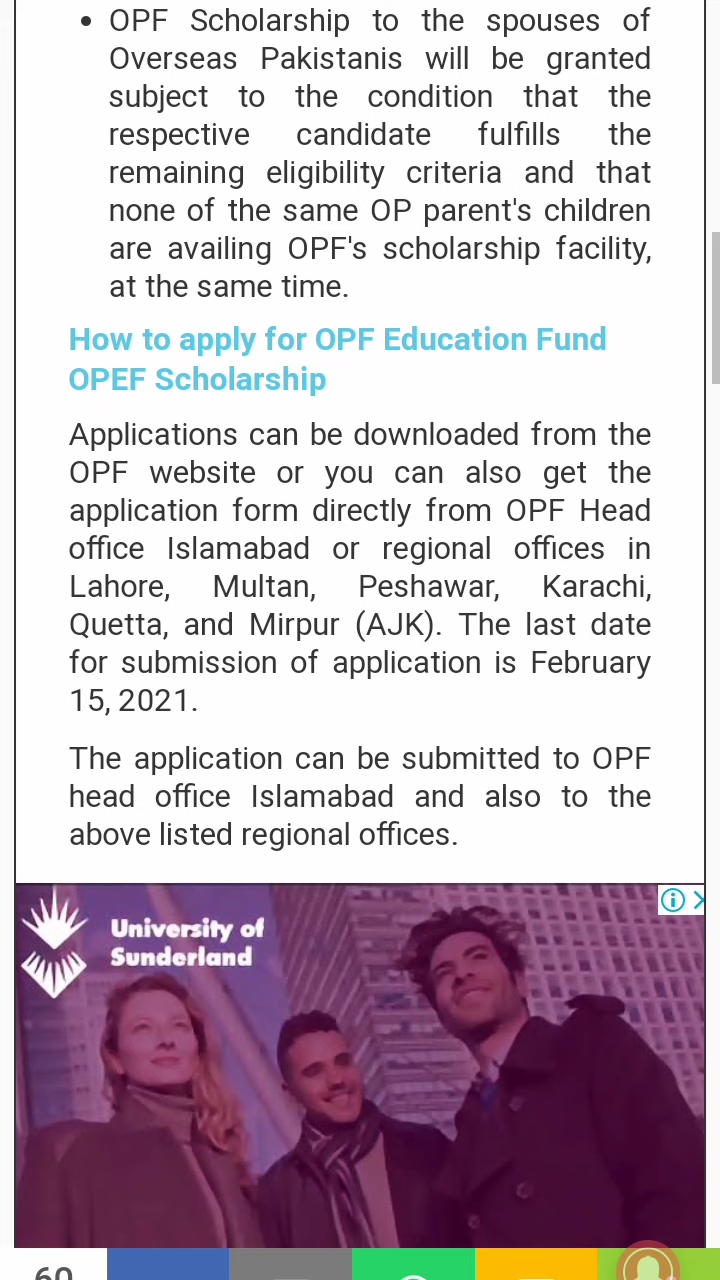 OPF Scholarship to the spouses of
Overseas Pakistanis will be granted
subject to the condition that the
respective candidate fulfills the
remaining eligibility criteria and that
none of the same OP parent's children
are availing OPF's scholarship facility,
at the same time.
How to apply for OPF Education Fund
OPEF Scholarship
Applications can be downloaded from the
OPF website or you can also get the
application form directly from OPF Head
office Islamabad or regional offices in
Lahore, Multan, Peshawar, Karachi,
Quetta, and Mirpur (AJK). The last date
for submission of application is February
15, 2021.
The application can be submitted to OPF
head office Islamabad and also to the
above listed regional offices.
University of
Sunderland